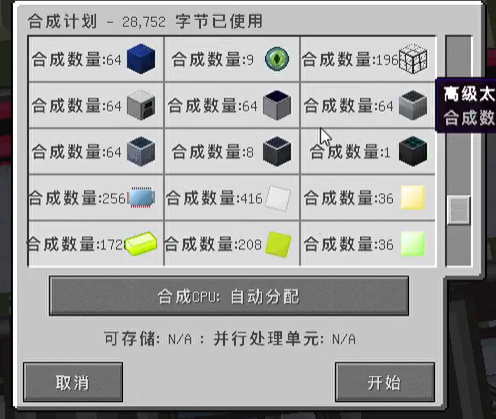 合成计划 - 28,752 字节已使用
合成数量:64 合成数量:9 合成数量:196
合成数量:64 合成数量:64 合成数量:64
高级太
合成数
合成数量:64 合成数量:8 合成数量:1
合成数量:256 合成数量:416 合成数量:36
合成数量:172 合成数量:208 合成数量:36
合成CPU: 自动分配
可存储: N/A : 并行处理单元: N/A
取消 开始